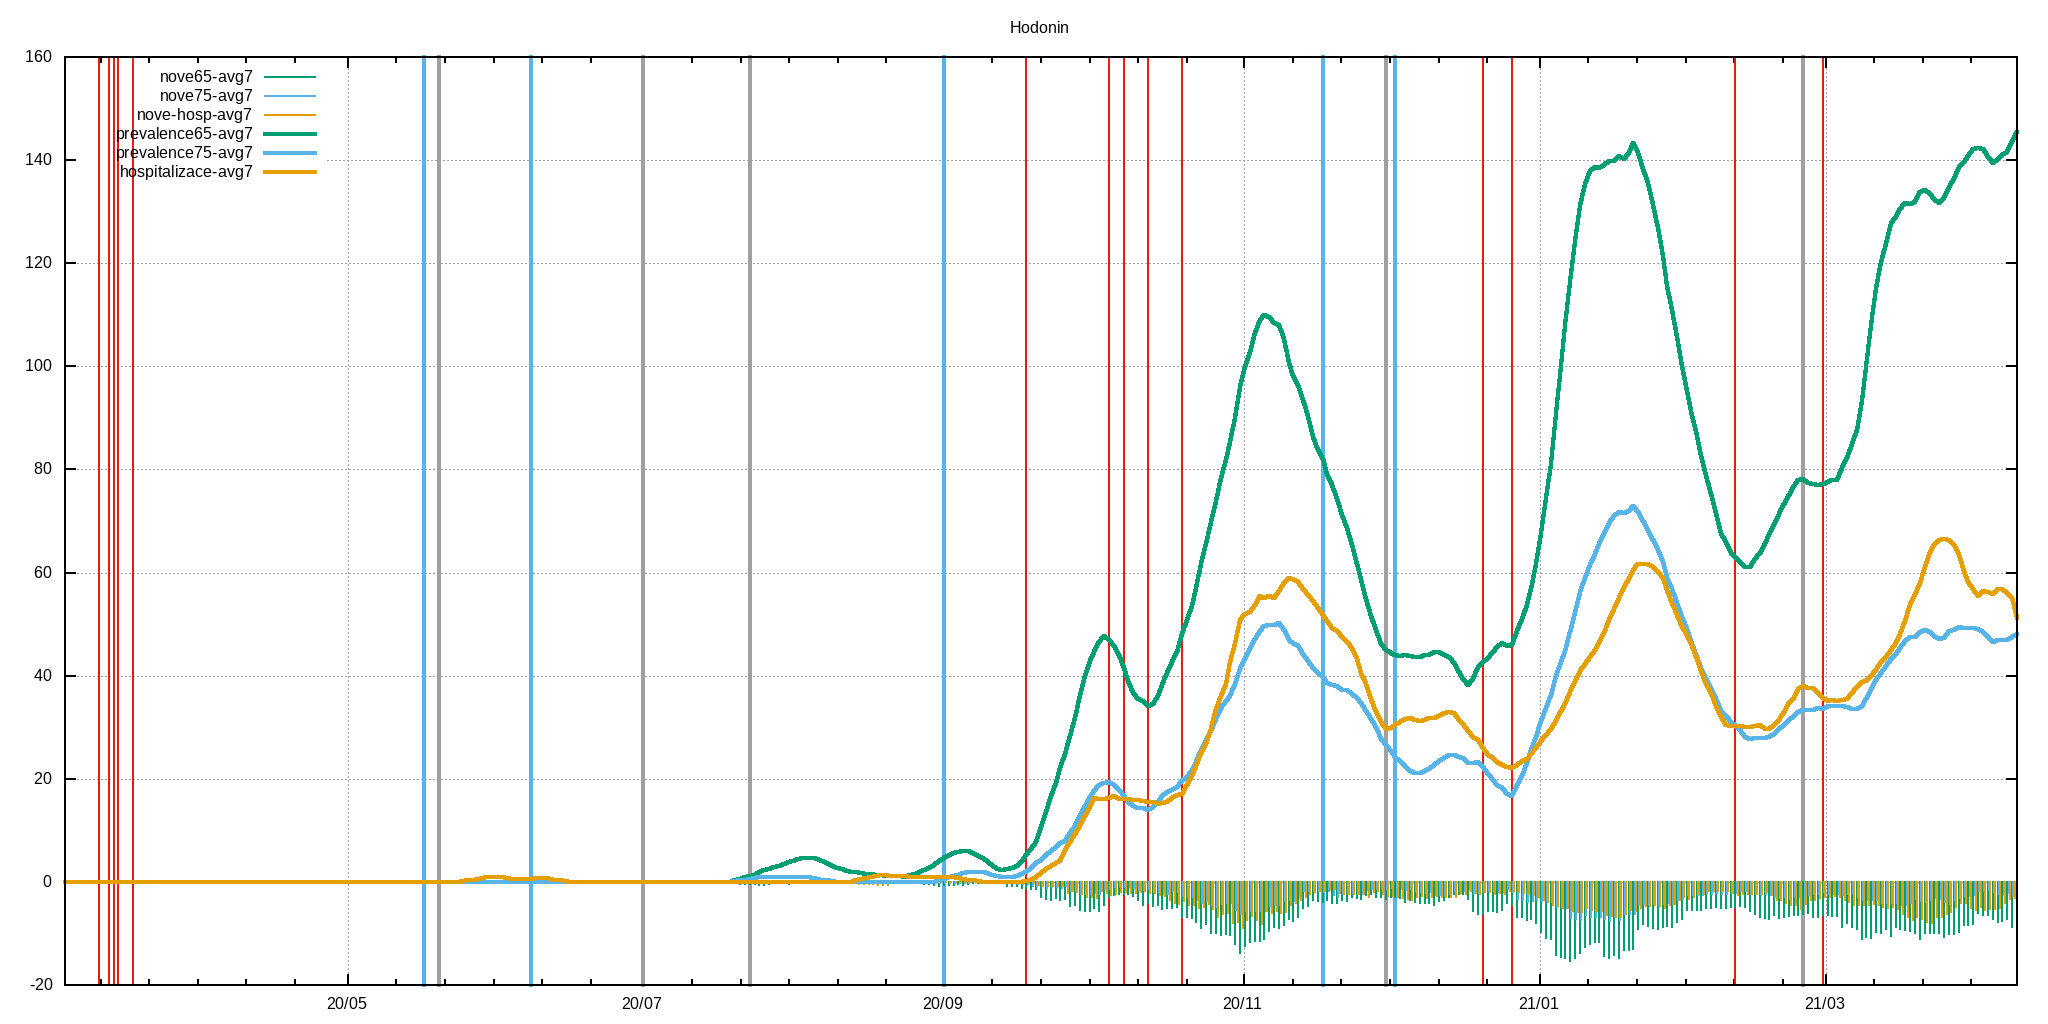 Hodonin
160
140
120
100
80
60
40
20
0
-20
nove65-avg7
nove75-avg7
nove-hosp-avg7
prevalence65-avg7
prevalence75-avg7
hospitalizace-avg7
20/05 20/07 20/09 20/11 21/01 21/03